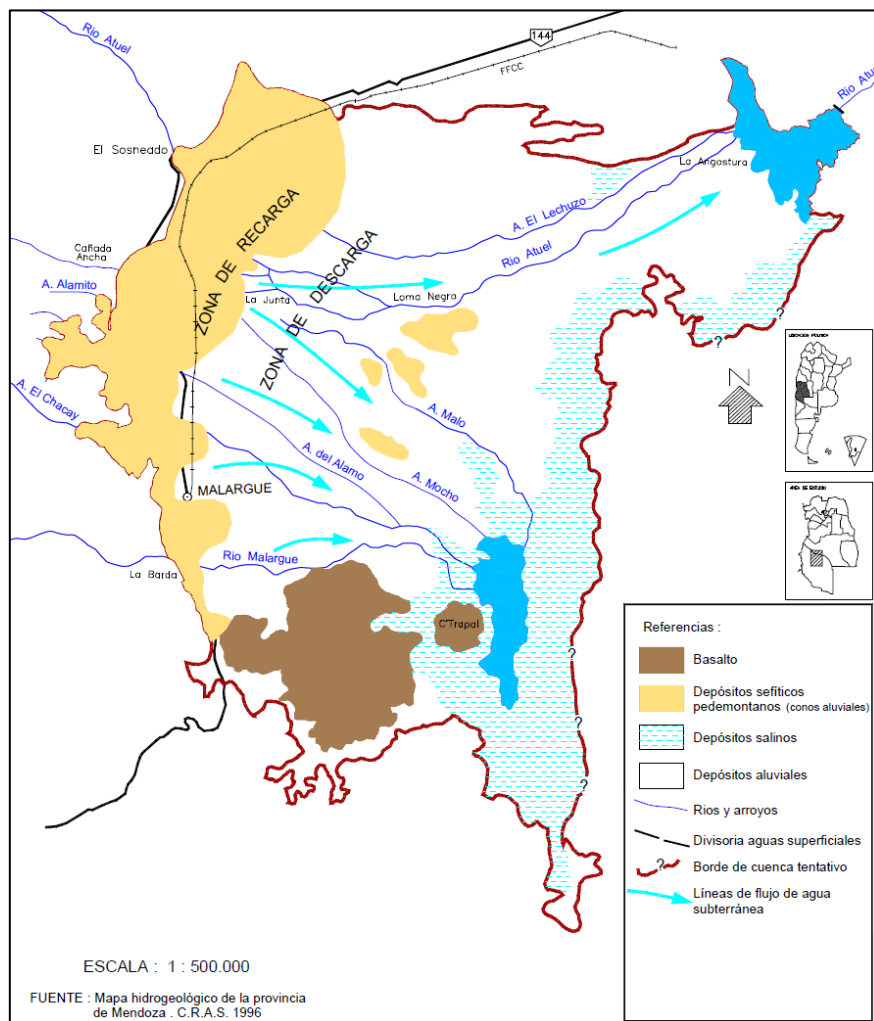 Rio Atuel
144
FFCC
Rio Atuel
El Sosneado
La Angostura
A. El Lechuzo
Cañada
Ancha
ZONA DE RECARGA
Rio Atuel
A. Alamito
La Junta
Loma Negra
ZONA DE DESCARGA
?
?
N
A. El Chacay
A. Malo
A. del Alamo
A. Mocho
MALARGUE
Rio Malargue
La Barda
C°Trapal
?
?
?
?
Referencias :
Basalto
Depósitos sefíticos
pedemontanos (conos aluviales)
Depósitos salinos
Depósitos aluviales
Rios y arroyos
Divisoria aguas superficiales
? Borde de cuenca tentativo
Líneas de flujo de agua
subterránea
ESCALA : 1 : 500.000
FUENTE : Mapa hidrogeológico de la provincia
de Mendoza . C.R.A.S. 1996